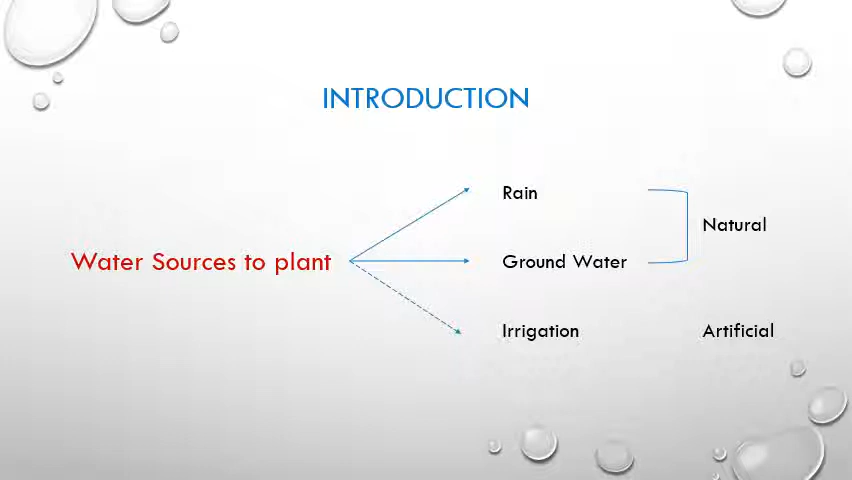 INTRODUCTION
Rain
Natural
Water Sources to plant
Ground Water
Irrigation
Artificial